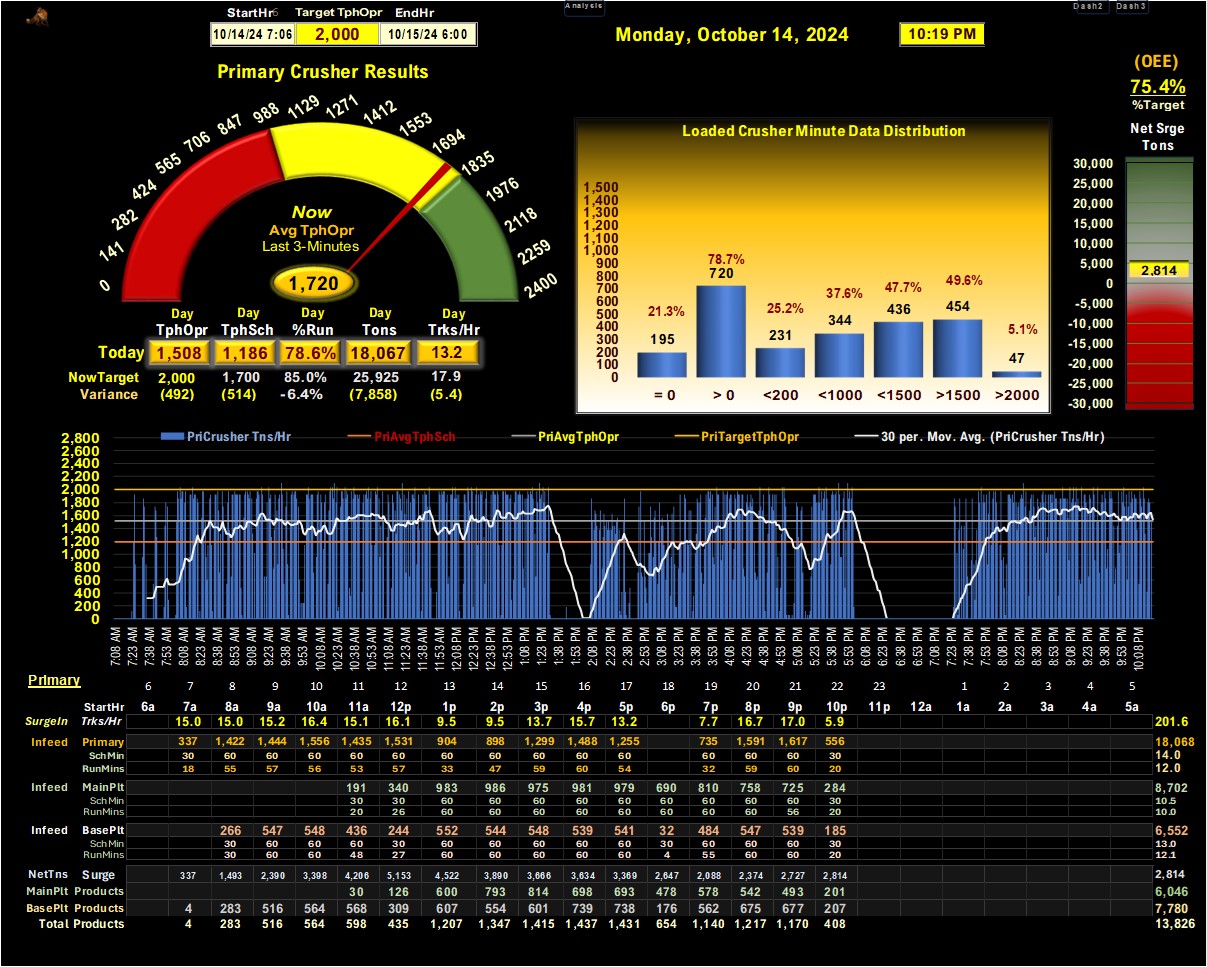 Analysis
Dash2 Dash3
StartHr6 Target TphOpr EndHr
10/14/24 7:06 2,000 10/15/24 6:00
Monday, October 14, 2024
10:19 PM
(OEE)
75.4%
%Target
Primary Crusher Results
0 141 282 424 565 706 847 988 1129 1271 1412 1553 1694 1835 1976 2118 2259 2400
Now
Avg TphOpr
Last 3-Minutes
1,720
Day Day Day Day Day
TphOpr TphSch %Run Tons Trks/Hr
Today 1,508 1,186 78.6% 18,067 13.2
NowTarget 2,000 1,700 85.0% 25,925 17.9
Variance (492) (514) -6.4% (7,858) (5.4)
Loaded Crusher Minute Data Distribution
1,500
1,400
1,300
1,200
1,100
1,000
900
800
700
600
500
400
300
200
100
0
21.3% 78.7% 25.2% 37.6% 47.7% 49.6% 5.1%
195 720 231 344 436 454 47
= 0 > 0 <200 <1000 <1500 >1500 >2000
Net Srge
Tons
30,000
25,000
20,000
15,000
10,000
5,000
0
-5,000
-10,000
-15,000
-20,000
-25,000
-30,000
2,814
PriCrusher Tns/Hr PriAvgTphSch PriAvgTphOpr PriTargetTphOpr 30 per. Mov. Avg. (PriCrusher Tns/Hr)
2,800
2,600
2,400
2,200
2,000
1,800
1,600
1,400
1,200
1,000
800
600
400
200
0
7:08 AM 7:23 AM 7:38 AM 7:53 AM 8:08 AM 8:23 AM 8:38 AM 8:53 AM 9:08 AM 9:23 AM 9:38 AM 9:53 AM 10:08 AM 10:23 AM 10:38 AM 10:53 AM 11:08 AM 11:23 AM 11:38 AM 11:53 AM 12:08 PM 12:23 PM 12:38 PM 12:53 PM 1:08 PM 1:23 PM 1:38 PM 1:53 PM 2:08 PM 2:23 PM 2:38 PM 2:53 PM 3:08 PM 3:23 PM 3:38 PM 3:53 PM 4:08 PM 4:23 PM 4:38 PM 4:53 PM 5:08 PM 5:23 PM 5:38 PM 5:53 PM 6:08 PM 6:23 PM 6:38 PM 6:53 PM 7:08 PM 7:23 PM 7:38 PM 7:53 PM 8:08 PM 8:23 PM 8:38 PM 8:53 PM 9:08 PM 9:23 PM 9:38 PM 9:53 PM 10:08 PM
Primary
6 7 8 9 10 11 12 13 14 15 16 17 18 19 20 21 22 23 1 2 3 4 5
StartHr 6a 7a 8a 9a 10a 11a 12a 1p 2p 3p 4p 5p 6p 7p 8p 9p 10p 11p 12a 1a 2a 3a 4a 5a
SurgeIn Trks/Hr 15.0 15.0 15.2 16.4 15.1 16.1 9.5 9.5 13.7 15.7 13.2 7.7 16.7 17.0 5.9 201.6
Infeed Primary 337 1,422 1,444 1,556 1,435 1,531 904 898 1,299 1,488 1,255 735 1,591 1,617 556 18,068
SchMin 30 60 60 60 60 60 60 60 60 60 60 60 60 60 30 14.0
RunMins 18 55 57 56 53 57 33 47 59 60 54 32 59 60 20 12.0
Infeed MainPlt 191 340 983 986 975 981 979 690 810 758 725 284 8,702
SchMin 30 30 60 60 60 60 60 60 60 60 60 30 10.5
RunMins 20 26 60 60 60 60 60 60 60 60 56 20 10.0
Infeed BasePlt 266 547 548 436 244 552 544 548 539 541 32 484 547 539 185 6,552
SchMin 30 60 60 60 30 60 60 60 60 60 30 60 60 60 30 13.0
RunMins 30 60 60 48 27 60 60 60 60 60 4 55 60 60 20 12.1
NetTns Surge 337 1,493 2,390 3,398 4,206 5,153 4,522 3,890 3,666 3,634 3,369 2,647 2,088 2,374 2,727 2,814 2,814
MainPlt Products 30 126 600 793 814 698 693 478 578 542 493 201 6,046
BasePlt Products 4 283 516 564 568 309 607 554 601 739 738 176 562 675 677 207 7,780
Total Products 4 283 516 564 598 435 1,207 1,347 1,415 1,437 1,431 654 1,140 1,217 1,170 408 13,826